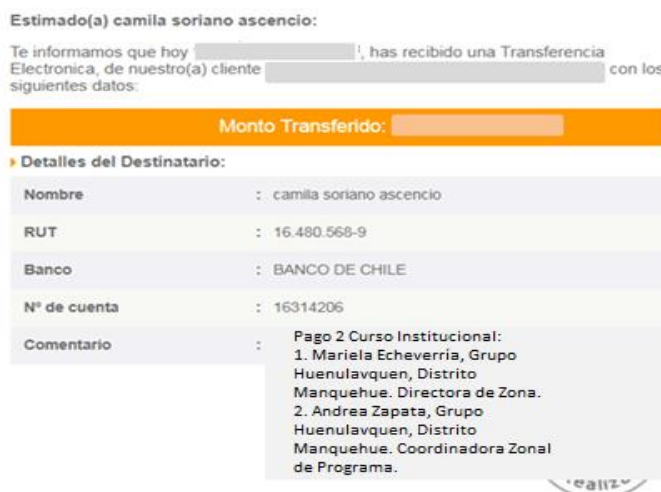 Estimado(a) camila soriano ascencio:
Te informamos que hoy , has recibido una Transferencia
Electronica, de nuestro(a) cliente con los
siguientes datos:
Monto Transferido:
Detalles del Destinatario:
Nombre : camila soriano ascencio
RUT : 16.480.568-9
Banco : BANCO DE CHILE
Nº de cuenta : 16314206
Comentario :
Pago 2 Curso Institucional:
1. Mariela Echeverría, Grupo
Huenulavquen, Distrito
Manquehue. Directora de Zona.
2. Andrea Zapata, Grupo
Huenulavquen, Distrito
Manquehue. Coordinadora Zonal
de Programa.